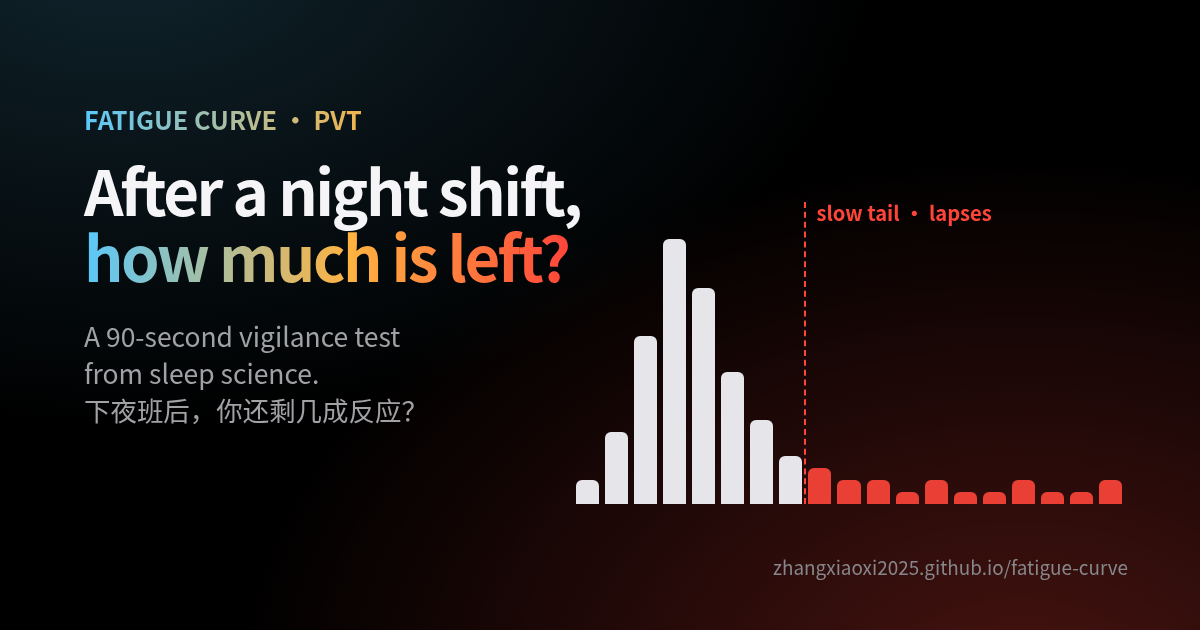 FATIGUE CURVE • PVT
After a night shift,
how much is left?
A 90-second vigilance test
from sleep science.
下夜班后，你还剩几成反应？
slow tail • lapses
zhangxiaoxi2025.github.io/fatigue-curve